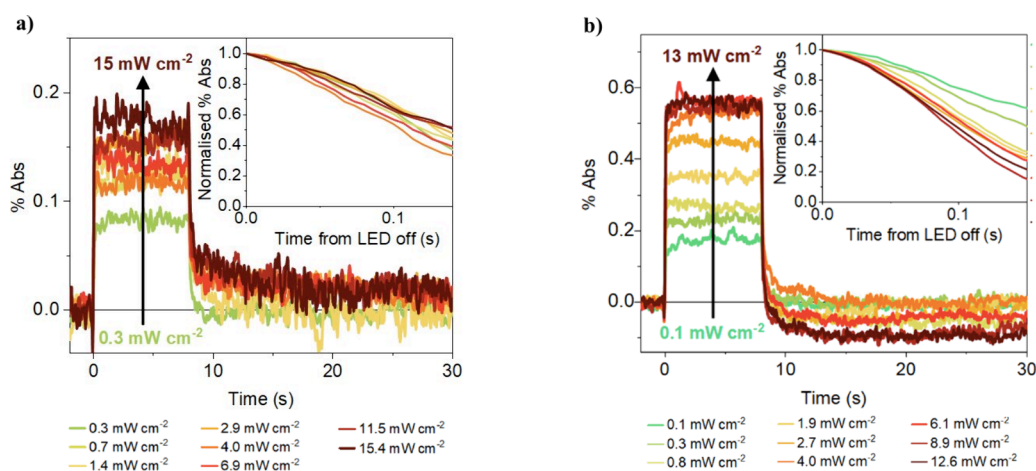 a)
15 mW cm-2
0.3 mW cm-2
% Abs
0.2
0.1
0.0
0
10
20
30
Time (s)
Normalised % Abs
1.0
0.8
0.6
0.4
0.2
0.0
0.0
0.1
Time from LED off (s)
0.3 mW cm-2
2.9 mW cm-2
11.5 mW cm-2
0.7 mW cm-2
4.0 mW cm-2
15.4 mW cm-2
1.4 mW cm-2
6.9 mW cm-2
b)
13 mW cm-2
0.1 mW cm-2
% Abs
0.6
0.4
0.2
0.0
0
10
20
30
Time (s)
Normalised % Abs
1.0
0.8
0.6
0.4
0.2
0.0
0.0
0.1
Time from LED off (s)
0.1 mW cm-2
1.9 mW cm-2
6.1 mW cm-2
0.3 mW cm-2
2.7 mW cm-2
8.9 mW cm-2
0.8 mW cm-2
4.0 mW cm-2
12.6 mW cm-2